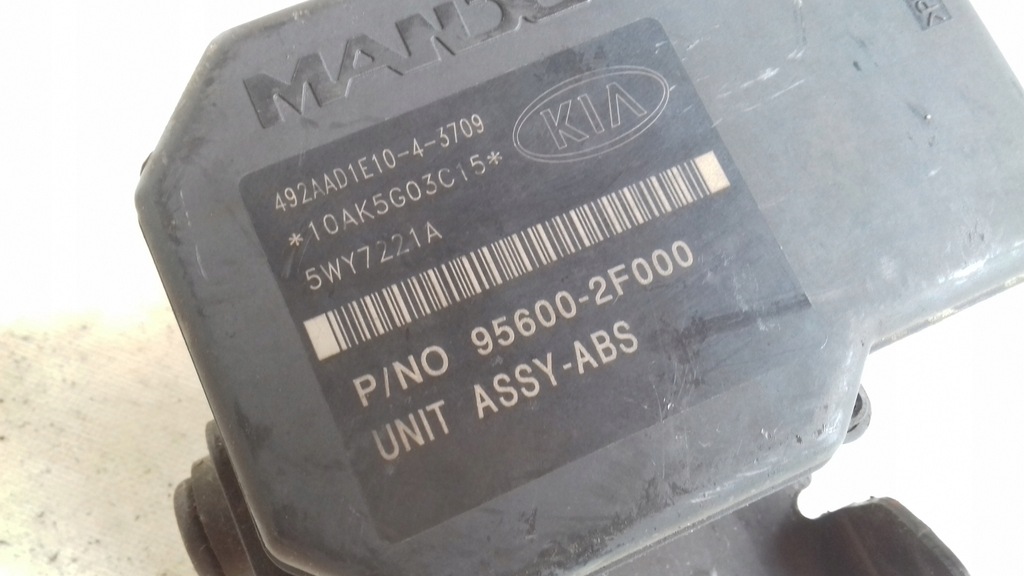 MANDO
KIA
492AAD1E10-4-3709
*10AK5G03C15*
5WY7221A
P/NO 95600-2F000
UNIT ASSY-ABS